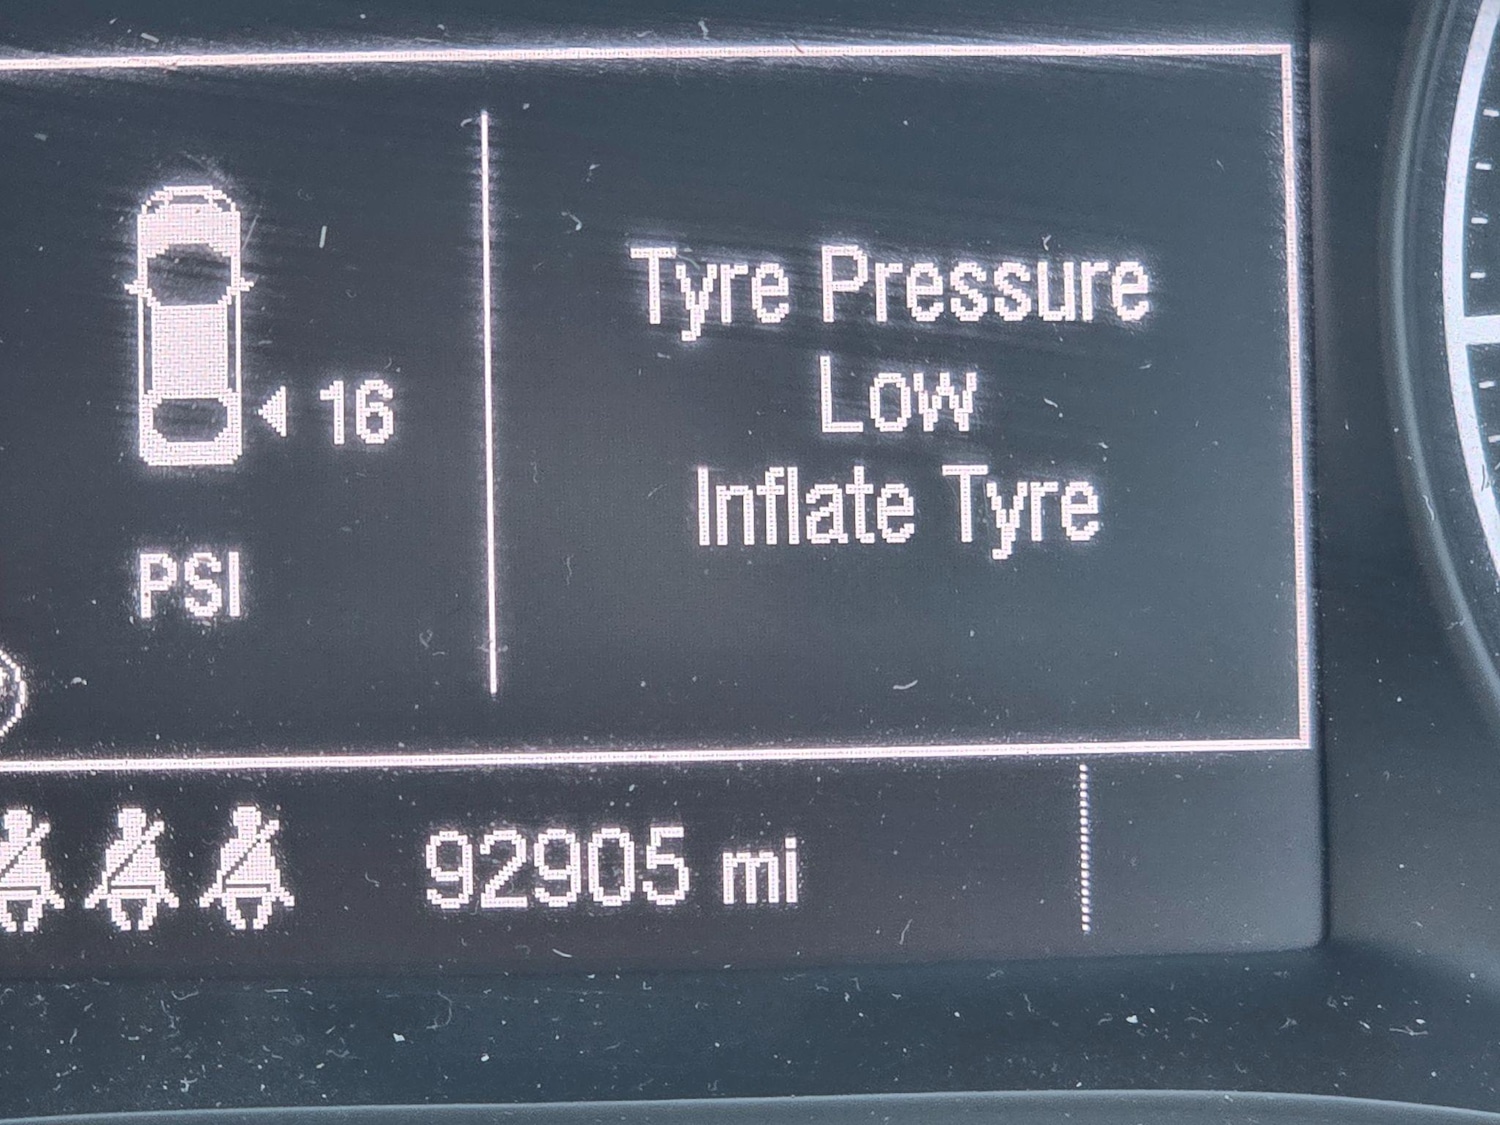 16
PSI
Tyre Pressure
Low
Inflate Tyre
92905 mi